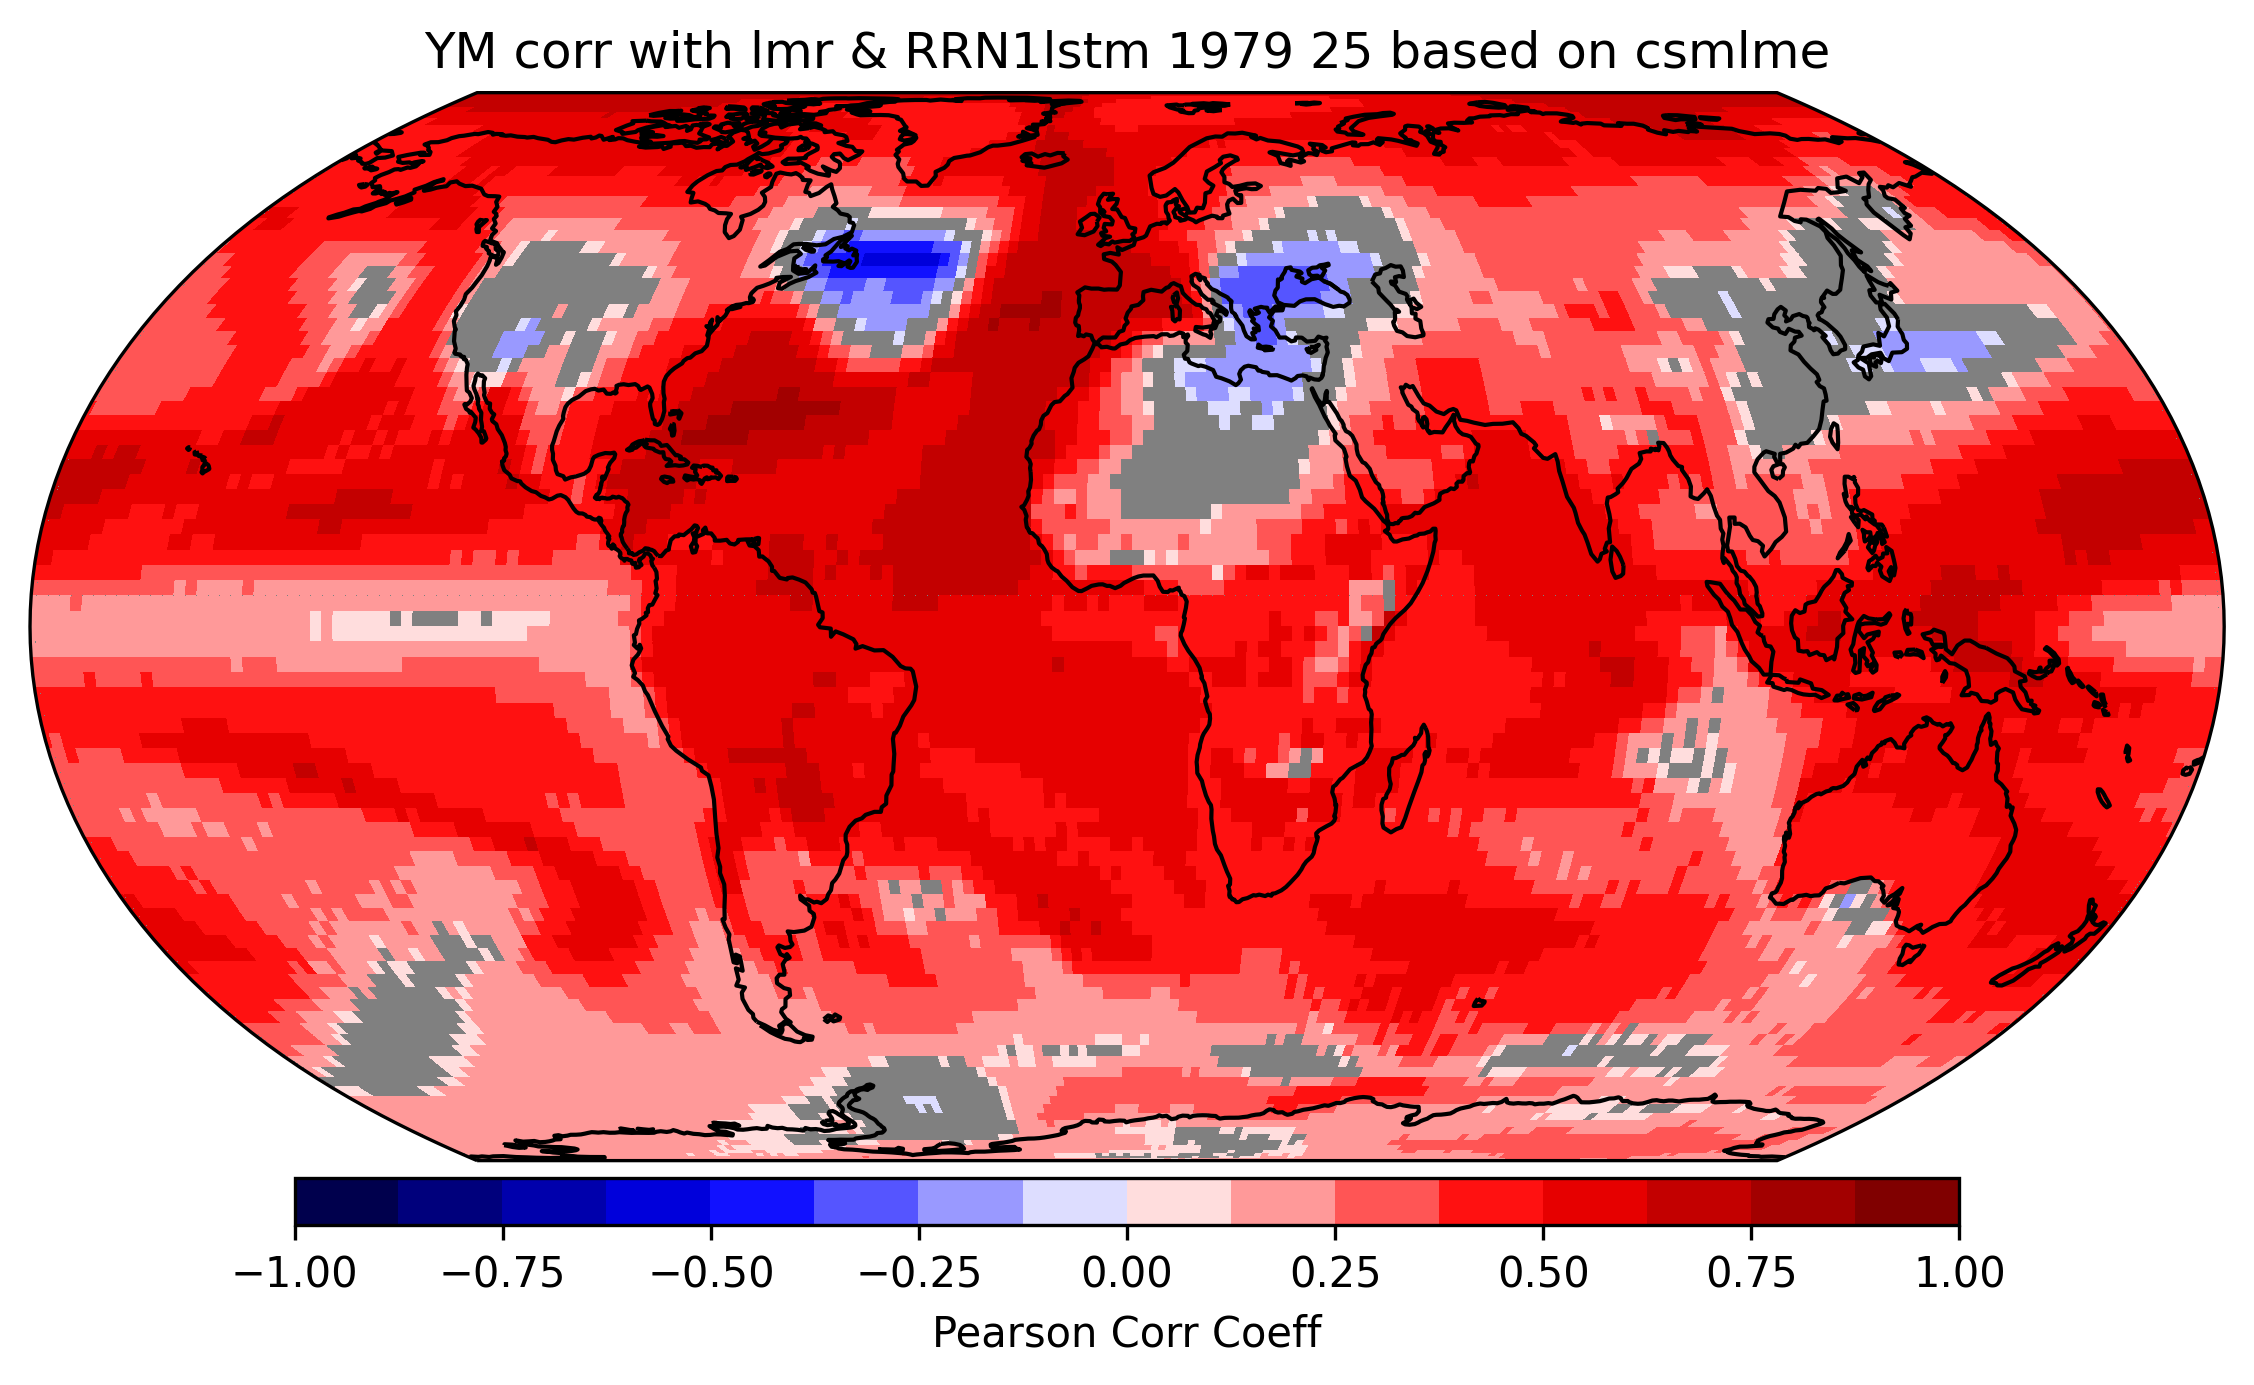 YM corr with lmr & RRN1lstm 1979 25 based on csmlme
−1.00 −0.75 −0.50 −0.25 0.00 0.25 0.50 0.75 1.00
Pearson Corr Coeff